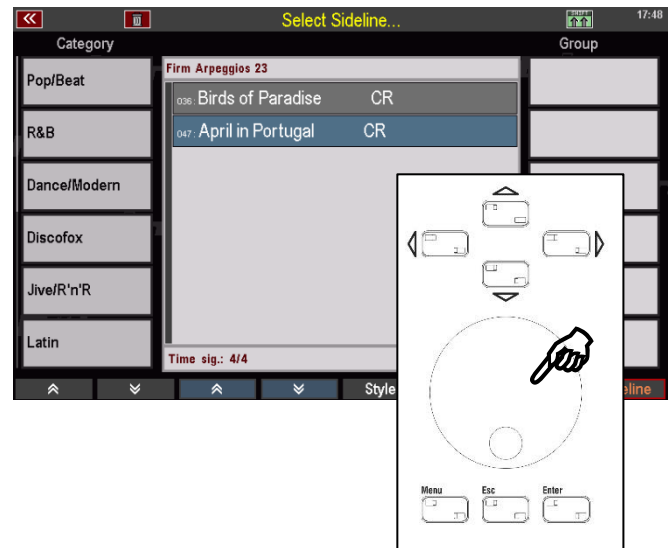 Select Sideline...
SHIFT
17:48
Category
Group
Pop/Beat
R&B
Dance/Modern
Discofox
Jive/R'n'R
Latin
Firm Arpeggios 23
036: Birds of Paradise CR
047: April in Portugal CR
Time sig.: 4/4
Style
eline
Menu
Esc
Enter